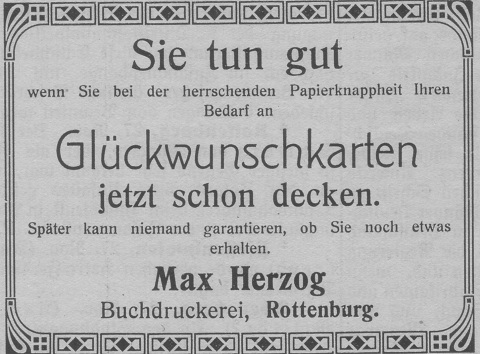 Sie tun gut
wenn Sie bei der herrschenden Papierknappheit Ihren
Bedarf an
Glückwunschkarten
jetzt schon decken.
Später kann niemand garantieren, ob Sie noch etwas
erhalten.
Max Herzog
Buchdruckerei, Rottenburg.